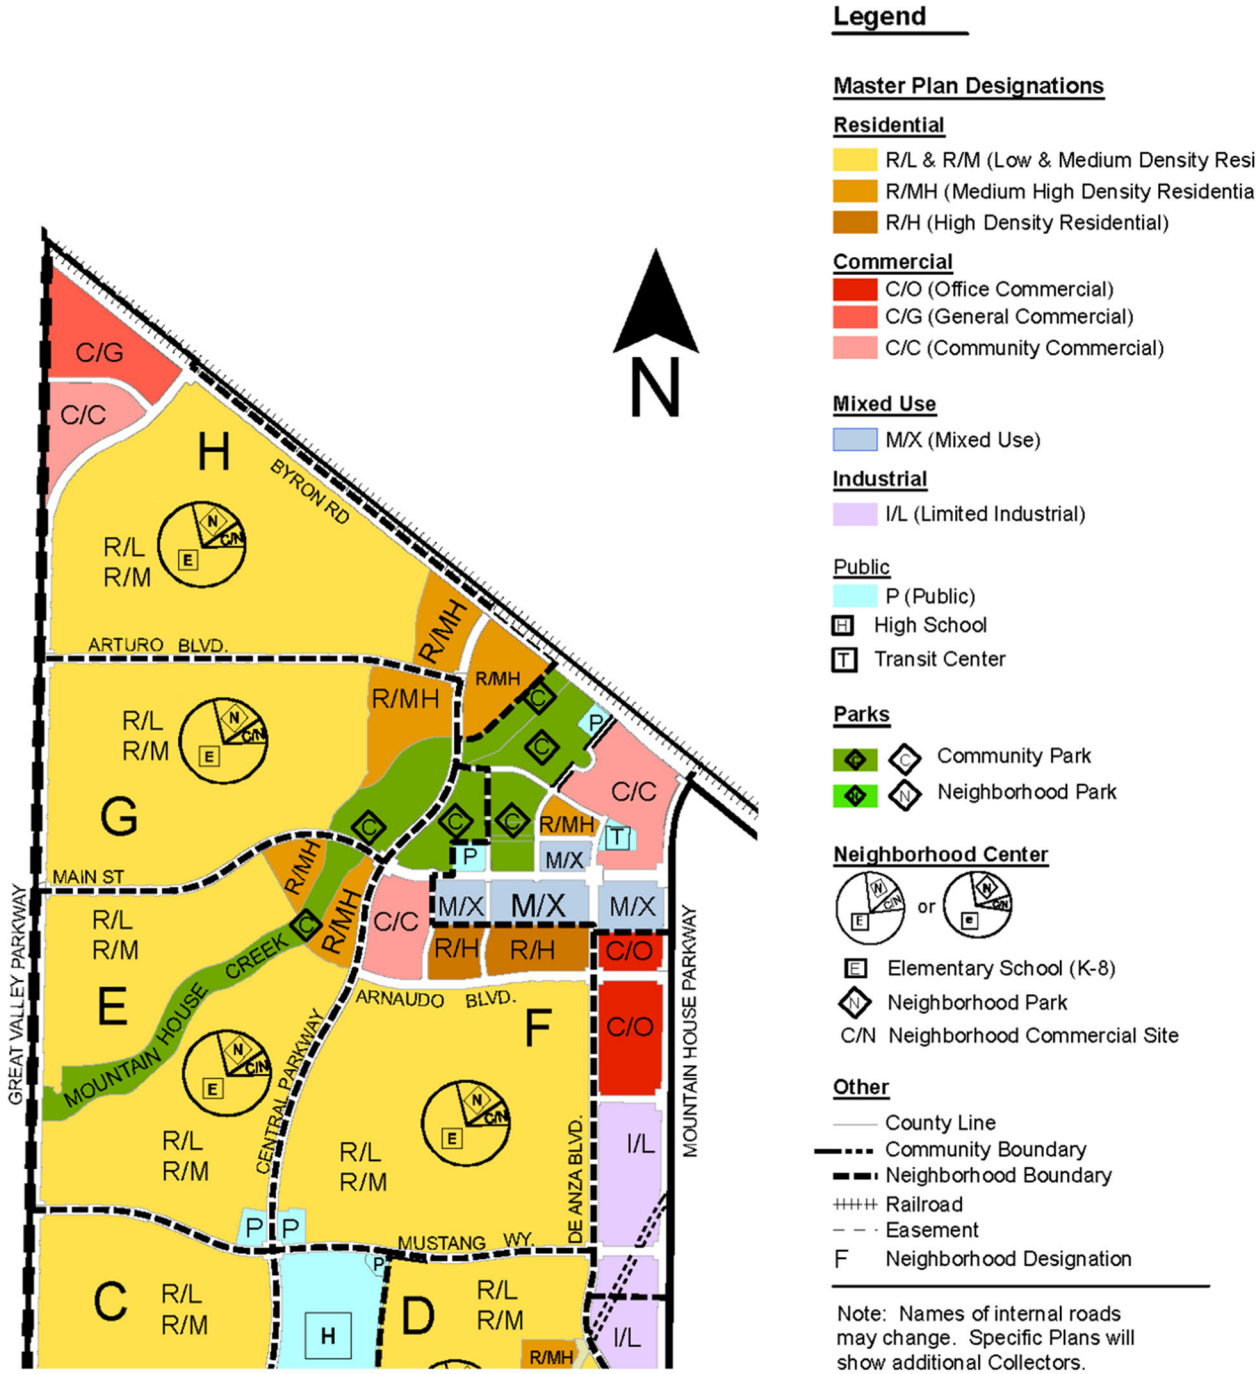 Legend
Master Plan Designations
Residential
R/L & R/M (Low & Medium Density Resi
R/MH (Medium High Density Residentia
R/H (High Density Residential)
Commercial
C/O (Office Commercial)
C/G (General Commercial)
C/C (Community Commercial)
Mixed Use
M/X (Mixed Use)
Industrial
I/L (Limited Industrial)
Public
P (Public)
H High School
T Transit Center
Parks
C C Community Park
N N Neighborhood Park
Neighborhood Center
N C/N E or N C/N e
E Elementary School (K-8)
N Neighborhood Park
C/N Neighborhood Commercial Site
Other
County Line
Community Boundary
Neighborhood Boundary
Railroad
Easement
F Neighborhood Designation
Note: Names of internal roads
may change. Specific Plans will
show additional Collectors.
N
C/G
C/C
H
BYRON RD
N
C/N
E
R/L
R/M
R/MH
ARTURO BLVD.
R/MH
R/MH
C
P
R/L
R/M
N
C/N
E
C
C/C
G
C
C
C
R/MH
T
R/MH
P
M/X
MAIN ST
R/MH
C/C
M/X
M/X
M/X
R/L
R/M
C
R/H
R/H
C/O
GREAT VALLEY PARKWAY
MOUNTAIN HOUSE CREEK
MOUNTAIN HOUSE PARKWAY
ARNAUDO BLVD.
E
F
C/O
CENTRAL PARKWAY
N
C/N
E
N
C/N
E
R/L
R/M
R/L
R/M
DE ANZA BLVD.
I/L
P
P
MUSTANG WY.
P
C
R/L
R/M
H
D
R/L
R/M
I/L
R/MH